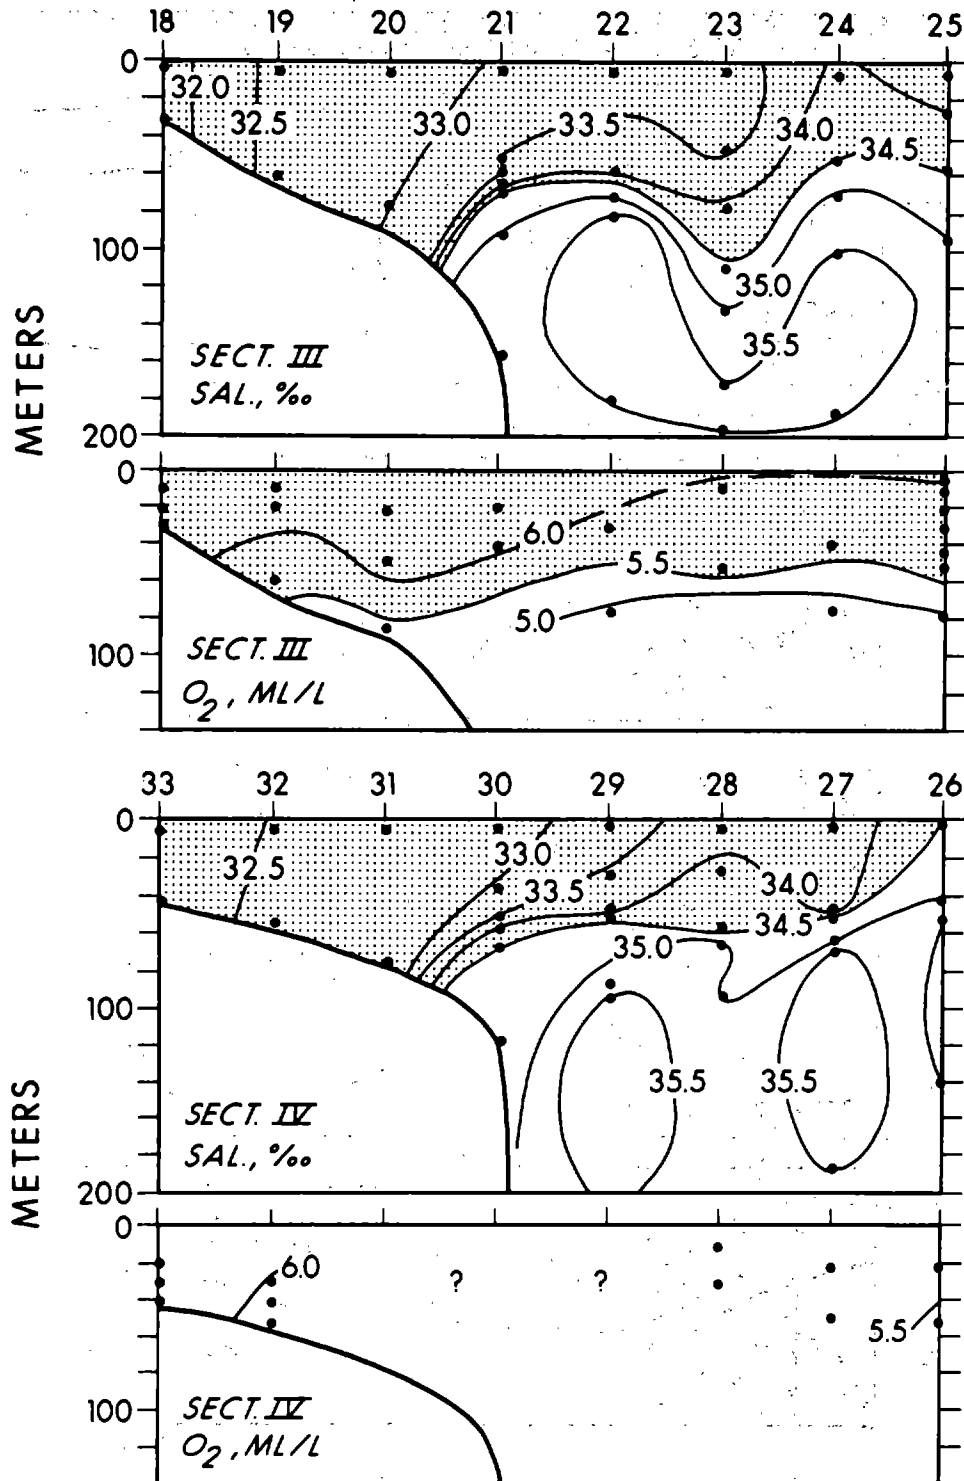 18 19 20 21 22 23 24 25
0
32.0
32.5
33.0
33.5
34.0
34.5
100
35.0
35.5
METERS
SECT. III
SAL., ‰
200
0
6.0
5.5
5.0
100
SECT. III
O₂, ML/L
33 32 31 30 29 28 27 26
0
32.5
33.0
33.5
34.0
34.5
35.0
100
35.5 35.5
METERS
SECT. IV
SAL., ‰
200
0
6.0 ? ?
5.5
100
SECT. IV
O₂, ML/L